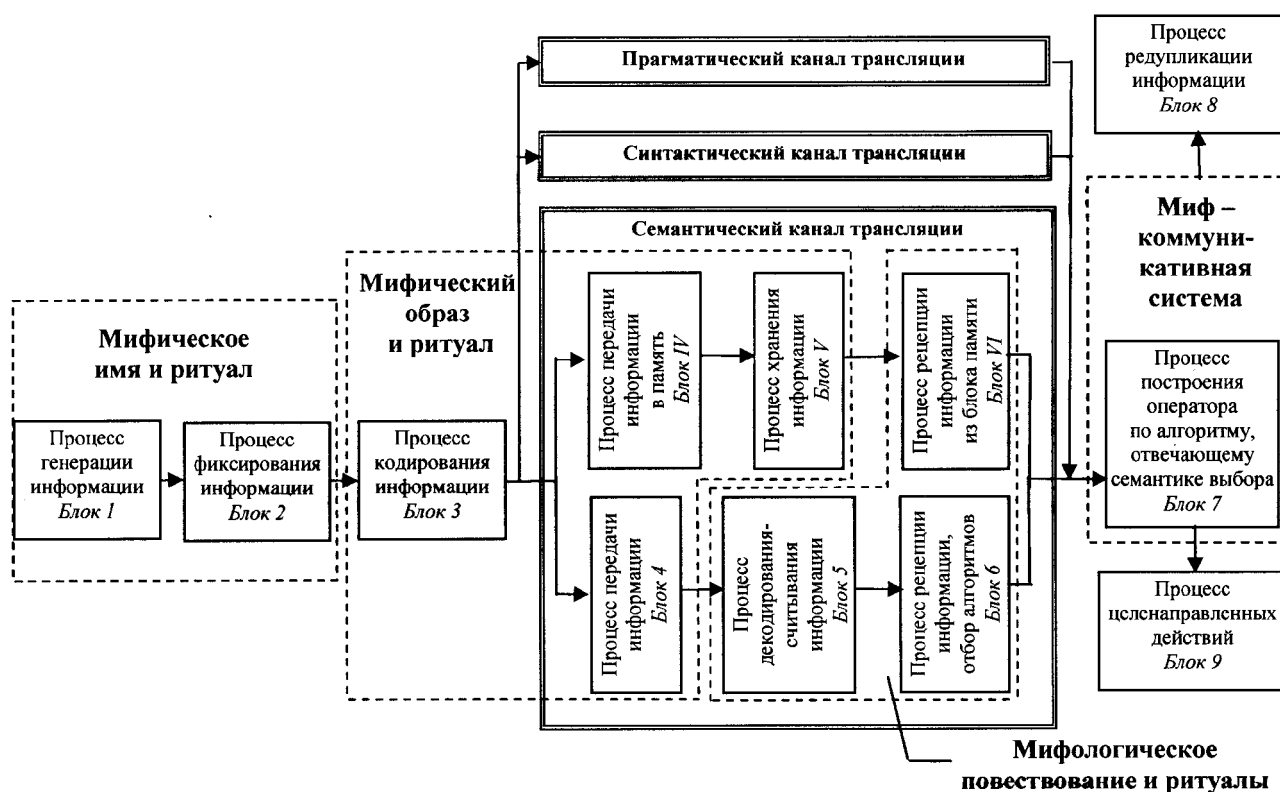 Процесс
редупликации
информации
Блок 8
Прагматический канал трансляции
Синтактический канал трансляции
Семантический канал трансляции
Миф –
коммуни-
кативная
система
Мифический
образ
и ритуал
Мифическое
имя и ритуал
Процесс передачи
информации
в память
Блок IV
Процесс хранения
информации
Блок V
Процесс рецепции
информации
из блока памяти
Блок VI
Процесс
генерации
информации
Блок 1
Процесс
фиксирования
информации
Блок 2
Процесс
кодирования
информации
Блок 3
Процесс передачи
информации
Блок 4
Процесс
декодирования-
считывания
информации
Блок 5
Процесс рецепции
информации,
отбор алгоритмов
Блок 6
Процесс
построения
оператора
по алгоритму,
отвечающему
семантике выбора
Блок 7
Процесс
целенаправленных
действий
Блок 9
Мифологическое
повествование и ритуалы